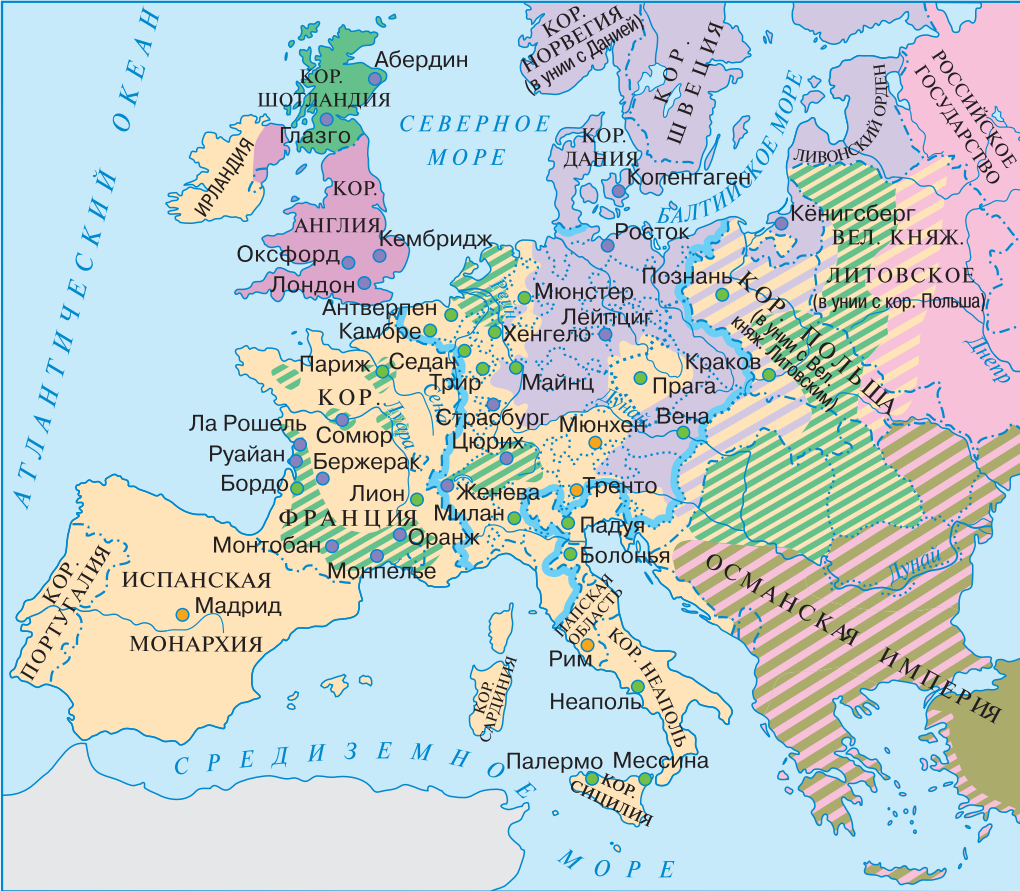 АТЛАНТИЧЕСКИЙ ОКЕАН
КОР.
НОРВЕГИЯ
(в унии с Данией)
КОР.
ШВЕЦИЯ
РОССИЙСКОЕ
ГОСУДАРСТВО
ЛИВОНСКИЙ ОРДЕН
Абердин
КОР.
ШОТЛАНДИЯ
Глазго
СЕВЕРНОЕ
МОРЕ
КОР.
ДАНИЯ
Копенгаген
БАЛТИЙСКОЕ МОРЕ
ИРЛАНДИЯ
КОР.
АНГЛИЯ
Кембридж
Оксфорд
Лондон
Росток
Кёнигсберг
ВЕЛ. КНЯЖ.
ЛИТОВСКОЕ
(в унии с кор. Польша)
Познань
КОР. ПОЛЬША
(в унии с Вел.
княж. Литовским)
Днепр
Рейн
Мюнстер
Антверпен
Камбре
Хенгело
Лейпциг
Краков
Париж
Седан
Трир
Майнц
Прага
Сена
Луара
КОР.
ФРАНЦИЯ
Страсбург
Дунай
Вена
Мюнхен
Цюрих
Ла Рошель
Сомюр
Руайан
Бержерак
Бордо
Лион
Женева
Тренто
Милан
Падуя
Оранж
Монтобан
Болонья
Монпелье
Дунай
ОСМАНСКАЯ ИМПЕРИЯ
КОР.
ПОРТУГАЛИЯ
ИСПАНСКАЯ
Мадрид
МОНАРХИЯ
ПАПСКАЯ
ОБЛАСТЬ
Рим
КОР. НЕАПОЛЬ
Неаполь
КОР.
САРДИНИЯ
Палермо
Мессина
КОР.
СИЦИЛИЯ
СРЕДИЗЕМНОЕ
МОРЕ